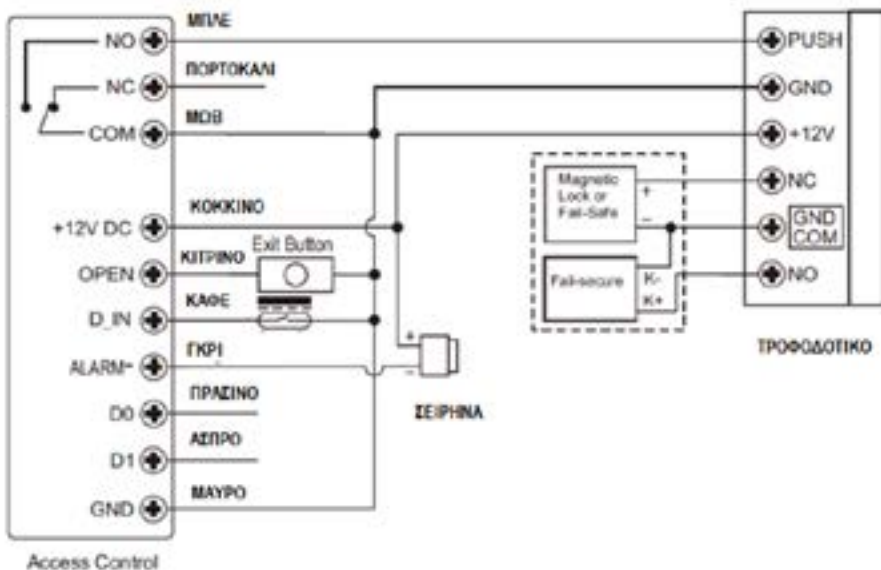 ΜΠΛΕ
NO
PUSH
ΠΟΡΤΟΚΑΛΙ
NC
GND
ΜΩΒ
COM
+12V
Magnetic
Lock or
Fail-Safe
+
−
NC
ΚΟΚΚΙΝΟ
+12V DC
GND
COM
Exit Button
ΚΙΤΡΙΝΟ
OPEN
Fail-secure
K-
K+
NO
ΚΑΦΕ
D_IN
ΓΚΡΙ
ALARM-
+
−
ΤΡΟΦΟΔΟΤΙΚΟ
ΠΡΑΣΙΝΟ
D0
ΣΕΙΡΗΝΑ
ΑΣΠΡΟ
D1
ΜΑΥΡΟ
GND
Access Control